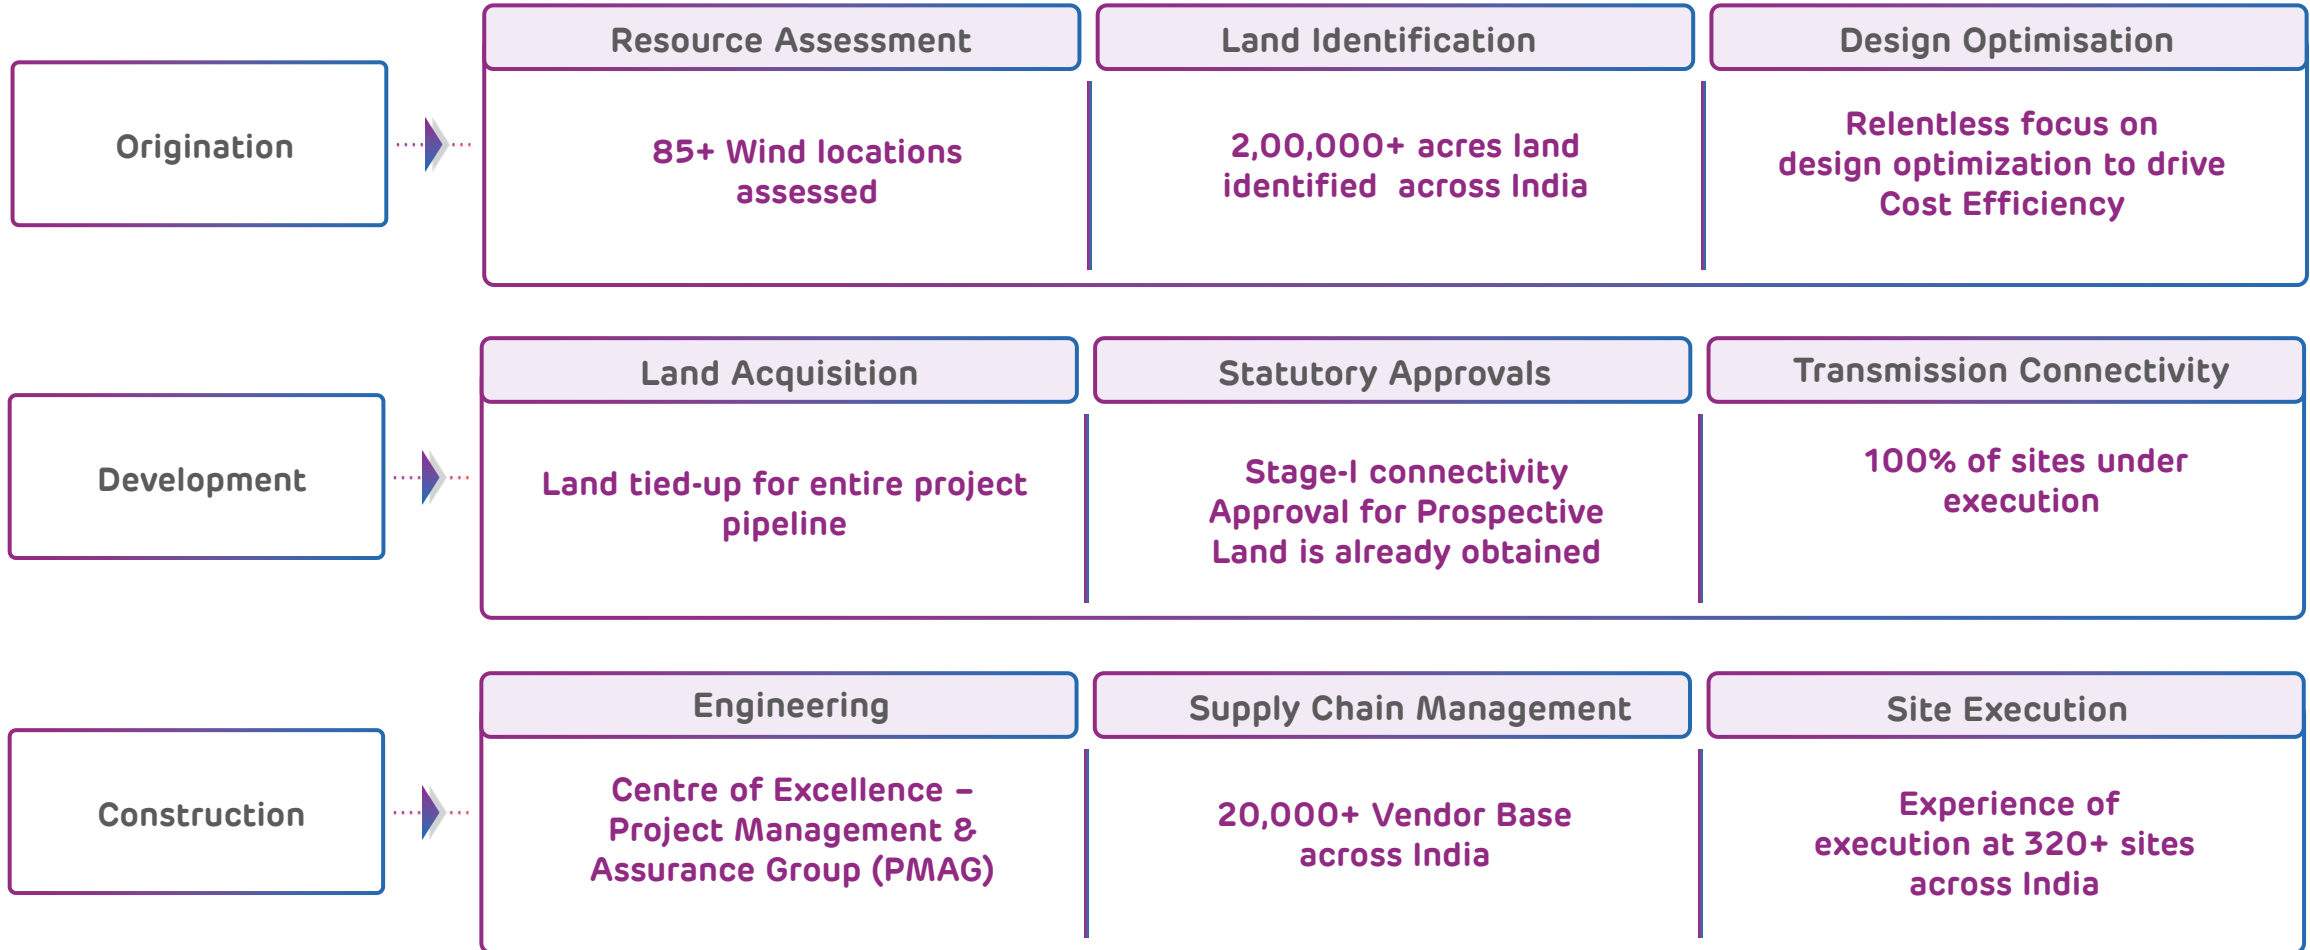 Resource Assessment
Land Identification
Design Optimisation
Origination
85+ Wind locations
assessed
2,00,000+ acres land
identified  across India
Relentless focus on
design optimization to drive
Cost Efficiency
Land Acquisition
Statutory Approvals
Transmission Connectivity
Development
Land tied-up for entire project
pipeline
Stage-I connectivity
Approval for Prospective
Land is already obtained
100% of sites under
execution
Engineering
Supply Chain Management
Site Execution
Construction
Centre of Excellence –
Project Management &
Assurance Group (PMAG)
20,000+ Vendor Base
across India
Experience of
execution at 320+ sites
across India